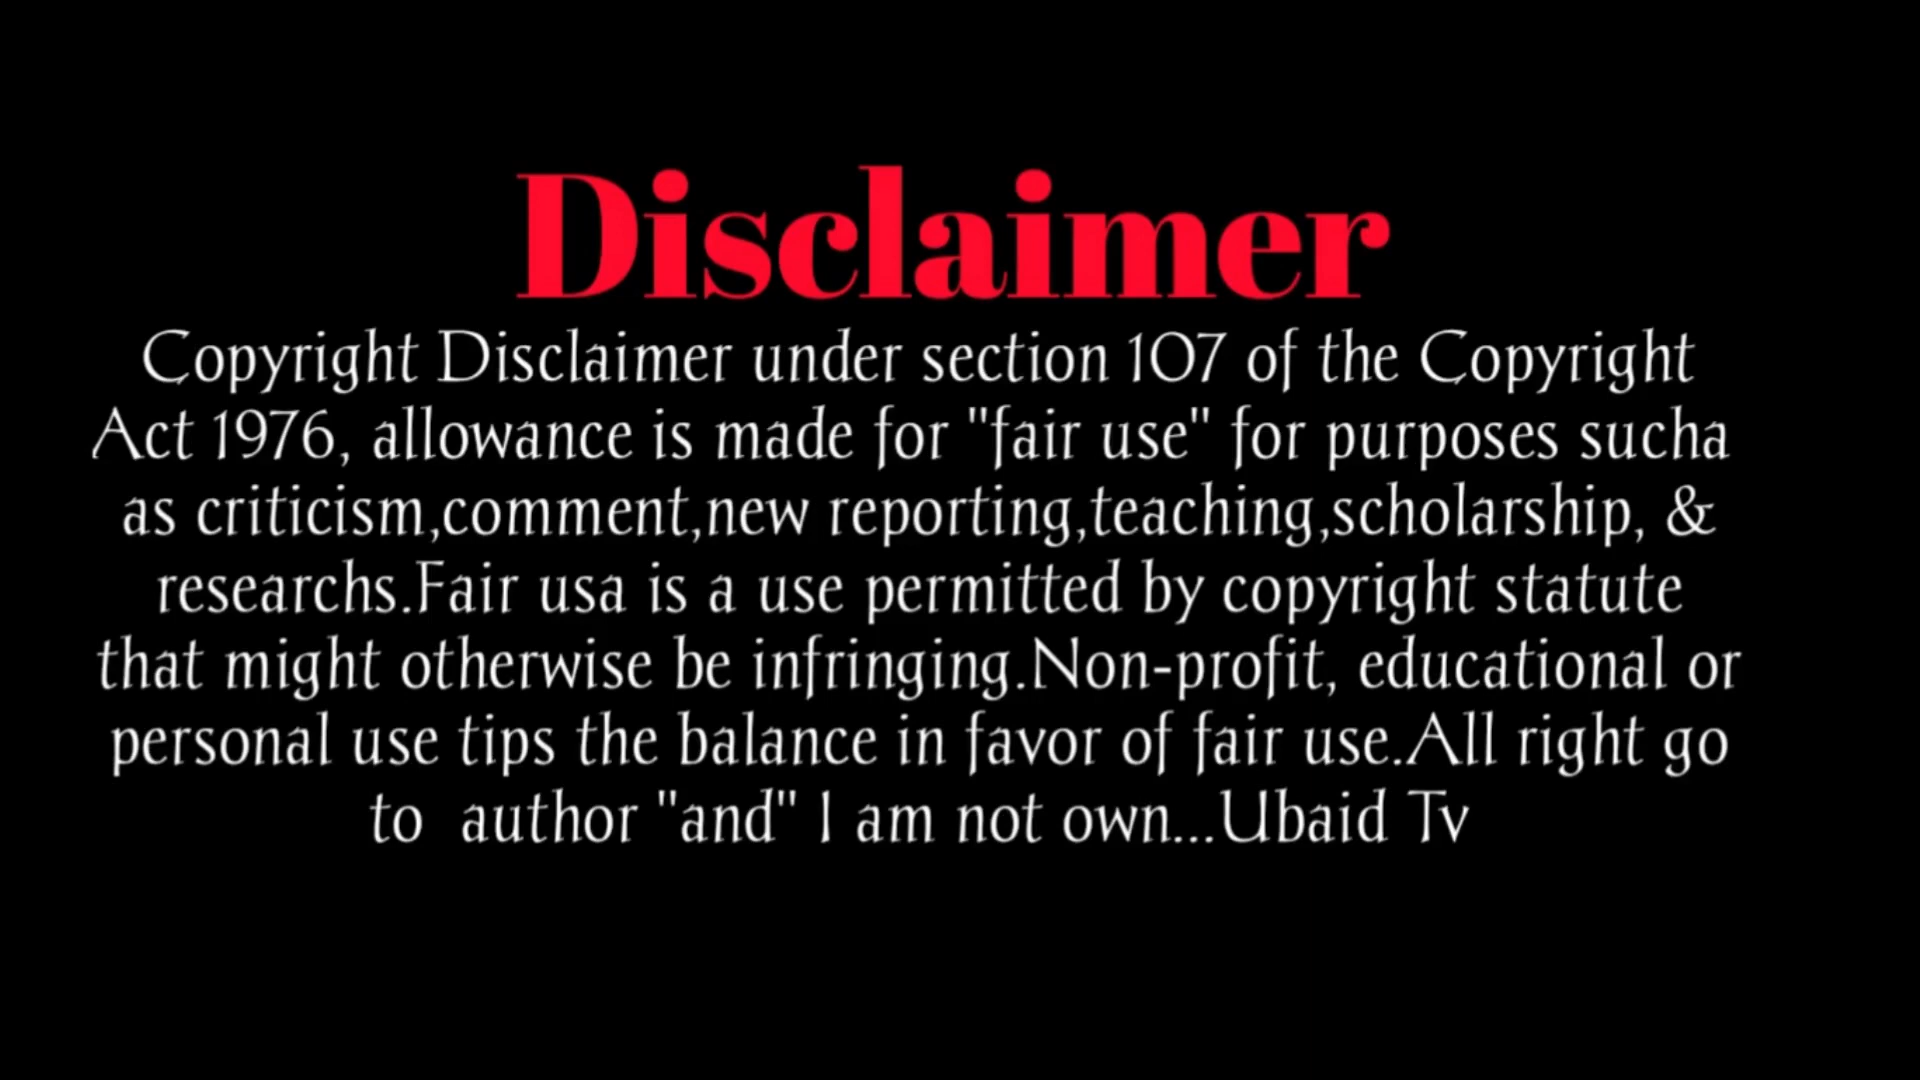 Disclaimer
Copyright Disclaimer under section 107 of the Copyright
Act 1976, allowance is made for "fair use" for purposes sucha
as criticism,comment,new reporting,teaching,scholarship, &
researchs.Fair usa is a use permitted by copyright statute
that might otherwise be infringing.Non-profit, educational or
personal use tips the balance in favor of fair use.All right go
to  author "and" I am not own...Ubaid Tv